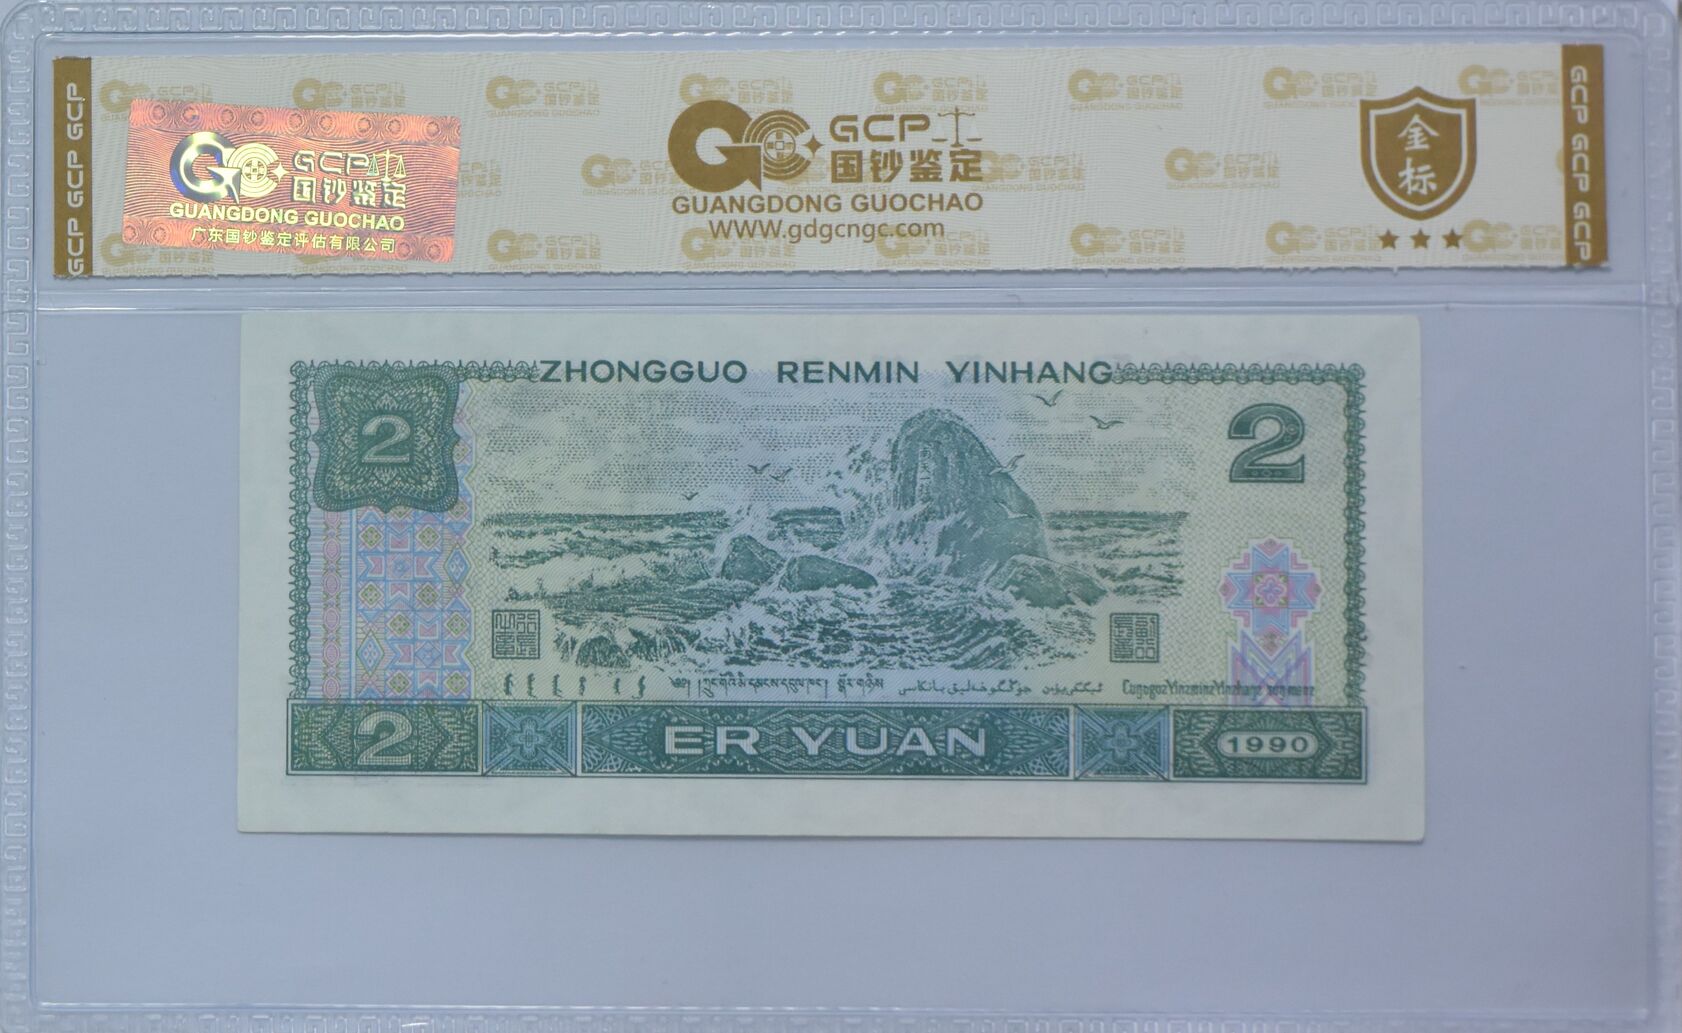 GCP GCP GCP
GCP
国钞鉴定
GUANGDONG GUOCHAO
广东国钞鉴定评估有限公司
GCP
国钞鉴定
GUANGDONG GUOCHAO
WWW.gdgcngc.com
金标
GCP GCP GCP
ZHONGGUO RENMIN YINHANG
2
2
2
ER YUAN
1990